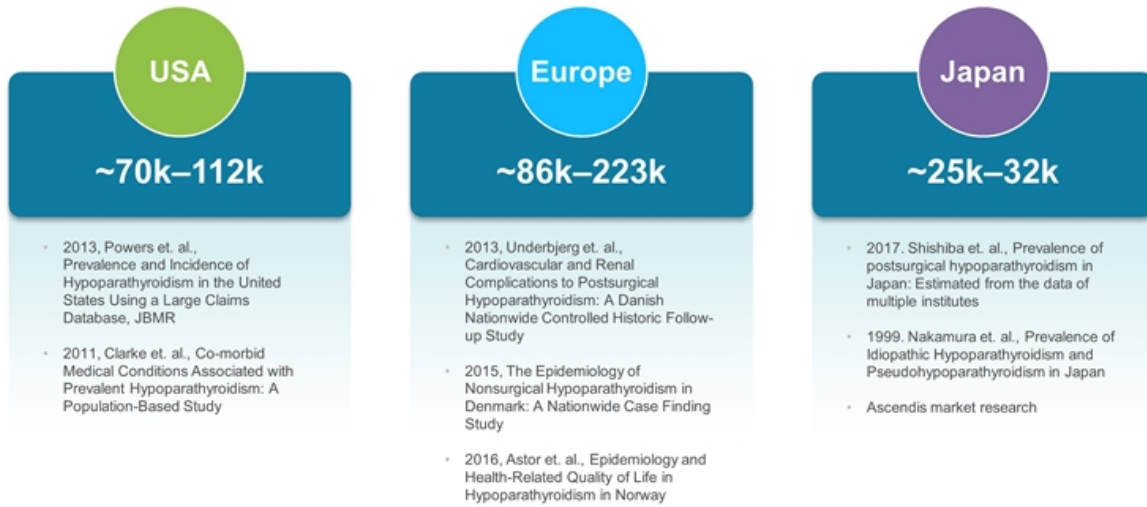 USA
~70k–112k
• 2013, Powers et. al.,
Prevalence and Incidence of
Hypoparathyroidism in the United
States Using a Large Claims
Database, JBMR
• 2011, Clarke et. al., Co-morbid
Medical Conditions Associated with
Prevalent Hypoparathyroidism: A
Population-Based Study
Europe
~86k–223k
• 2013, Underbjerg et. al.,
Cardiovascular and Renal
Complications to Postsurgical
Hypoparathyroidism: A Danish
Nationwide Controlled Historic Follow-
up Study
• 2015, The Epidemiology of
Nonsurgical Hypoparathyroidism in
Denmark: A Nationwide Case Finding
Study
• 2016, Astor et. al., Epidemiology and
Health-Related Quality of Life in
Hypoparathyroidism in Norway
Japan
~25k–32k
• 2017. Shishiba et. al., Prevalence of
postsurgical hypoparathyroidism in
Japan: Estimated from the data of
multiple institutes
• 1999. Nakamura et. al., Prevalence of
Idiopathic Hypoparathyroidism and
Pseudohypoparathyroidism in Japan
• Ascendis market research